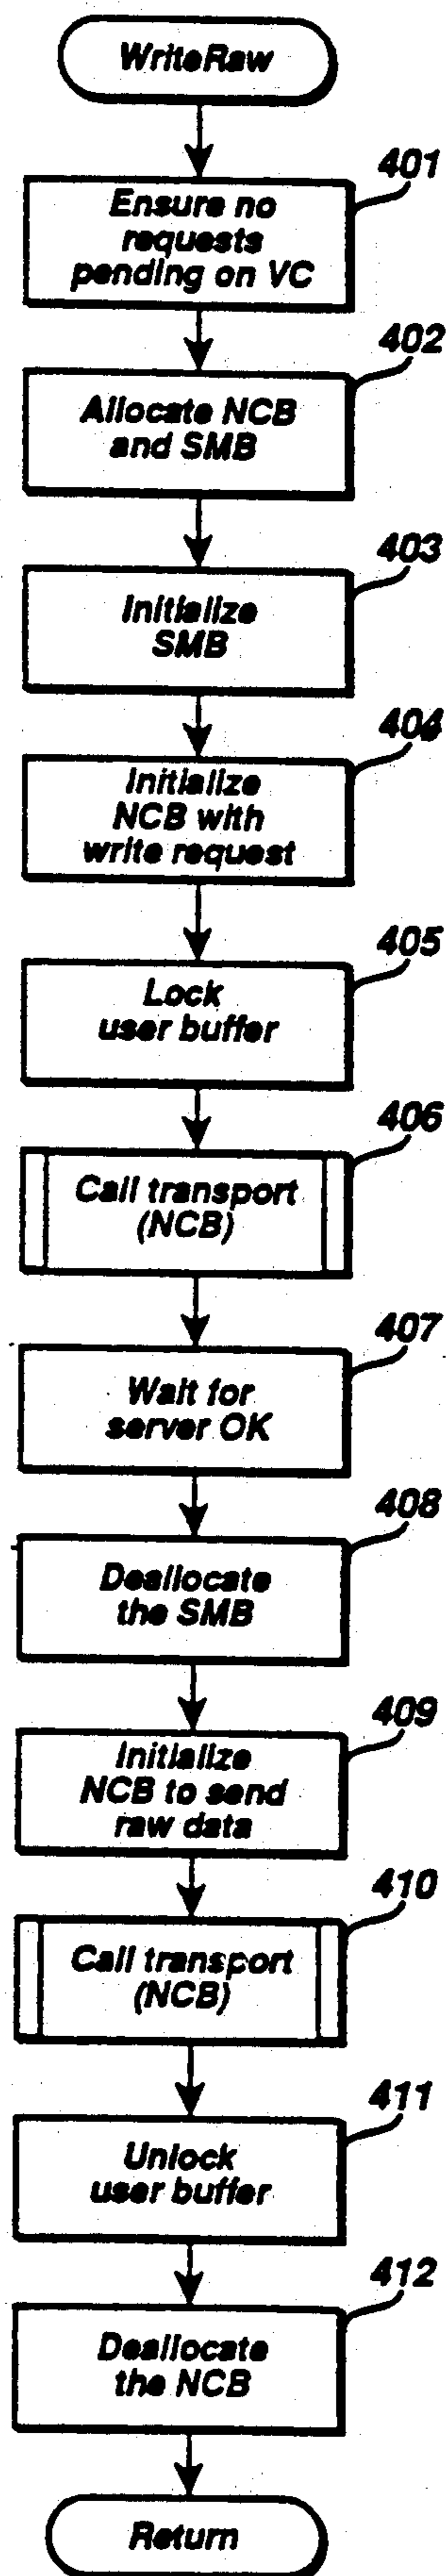 WriteRaw
401
Ensure no
requests
pending on VC
402
Allocate NCB
and SMB
403
Initialize
SMB
404
Initialize
NCB with
write request
405
Lock
user buffer
406
Call transport
(NCB)
407
Wait for
server OK
408
Deallocate
the SMB
409
Initialize
NCB to send
raw data
410
Call transport
(NCB)
411
Unlock
user buffer
412
Deallocate
the NCB
Return